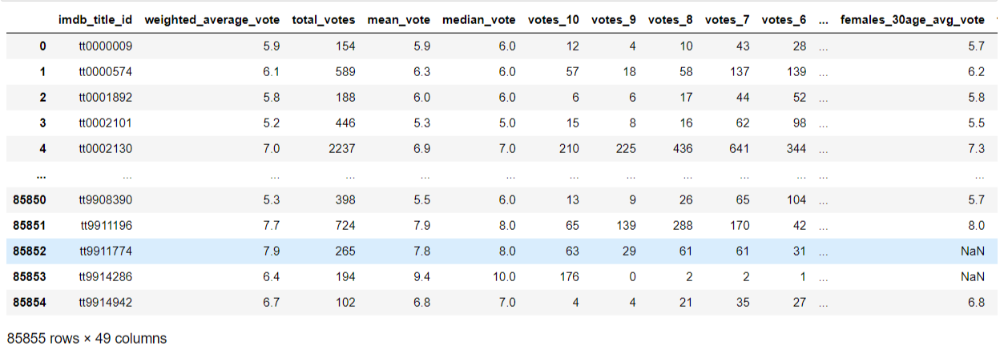 imdb_title_id weighted_average_vote total_votes mean_vote median_vote votes_10 votes_9 votes_8 votes_7 votes_6 ... females_30age_avg_vote
0 tt0000009 5.9 154 5.9 6.0 12 4 10 43 28 ... 5.7
1 tt0000574 6.1 589 6.3 6.0 57 18 58 137 139 ... 6.2
2 tt0001892 5.8 188 6.0 6.0 6 6 17 44 52 ... 5.8
3 tt0002101 5.2 446 5.3 5.0 15 8 16 62 98 ... 5.5
4 tt0002130 7.0 2237 6.9 7.0 210 225 436 641 344 ... 7.3
... ... ... ... ... ... ... ... ... ... ... ... ...
85850 tt9908390 5.3 398 5.5 6.0 13 9 26 65 104 ... 5.7
85851 tt9911196 7.7 724 7.9 8.0 65 139 288 170 42 ... 8.0
85852 tt9911774 7.9 265 7.8 8.0 63 29 61 61 31 ... NaN
85853 tt9914286 6.4 194 9.4 10.0 176 0 2 2 1 ... NaN
85854 tt9914942 6.7 102 6.8 7.0 4 4 21 35 27 ... 6.8
85855 rows × 49 columns